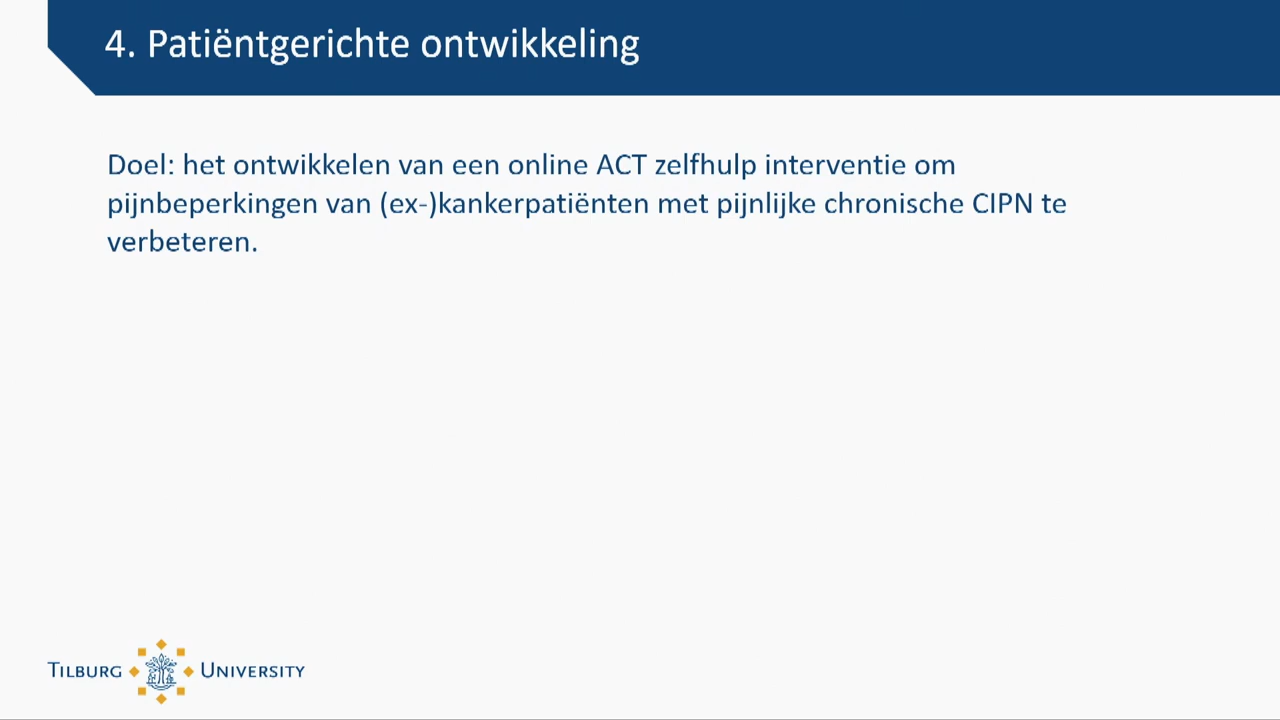 4. Patiëntgerichte ontwikkeling
Doel: het ontwikkelen van een online ACT zelfhulp interventie om
pijnbeperkingen van (ex-)kankerpatiënten met pijnlijke chronische CIPN te
verbeteren.
TILBURG UNIVERSITY